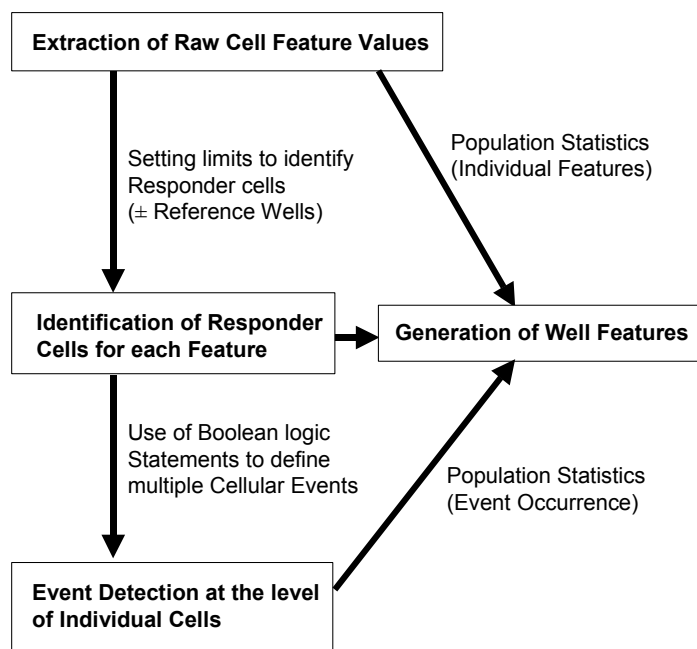 Extraction of Raw Cell Feature Values
Setting limits to identify
Responder cells
(± Reference Wells)
Population Statistics
(Individual Features)
Identification of Responder
Cells for each Feature
Generation of Well Features
Use of Boolean logic
Statements to define
multiple Cellular Events
Population Statistics
(Event Occurrence)
Event Detection at the level
of Individual Cells